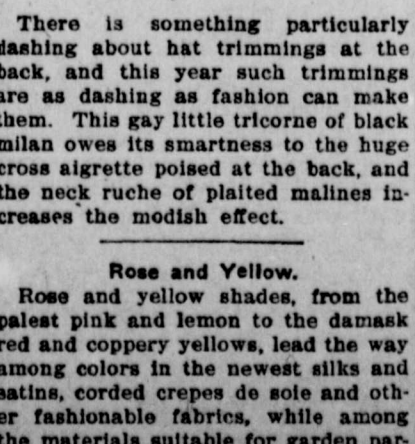 There is something particularly
dashing about hat trimmings at the
back, and this year such trimmings
are as dashing as fashion can make
them. This gay little tricorne of black
milan owes its smartness to the huge
cross aigrette poised at the back, and
the neck ruche of plaited malines in-
creases the modish effect.
Rose and Yellow.
Rose and yellow shades, from the
palest pink and lemon to the damask
red and coppery yellows, lead the way
among colors in the newest silks and
satins, corded crepes de soie and oth-
er fashionable fabrics, while among
the materials suitable for garden